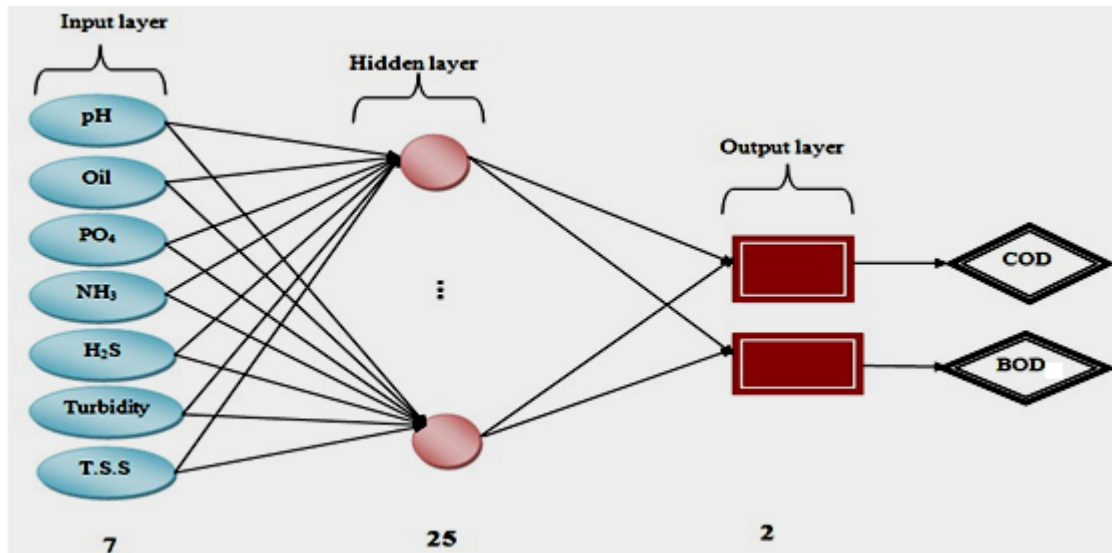 Input layer
Hidden layer
Output layer
pH
Oil
PO₄
NH₃
H₂S
Turbidity
T.S.S
...
COD
BOD
7
25
2